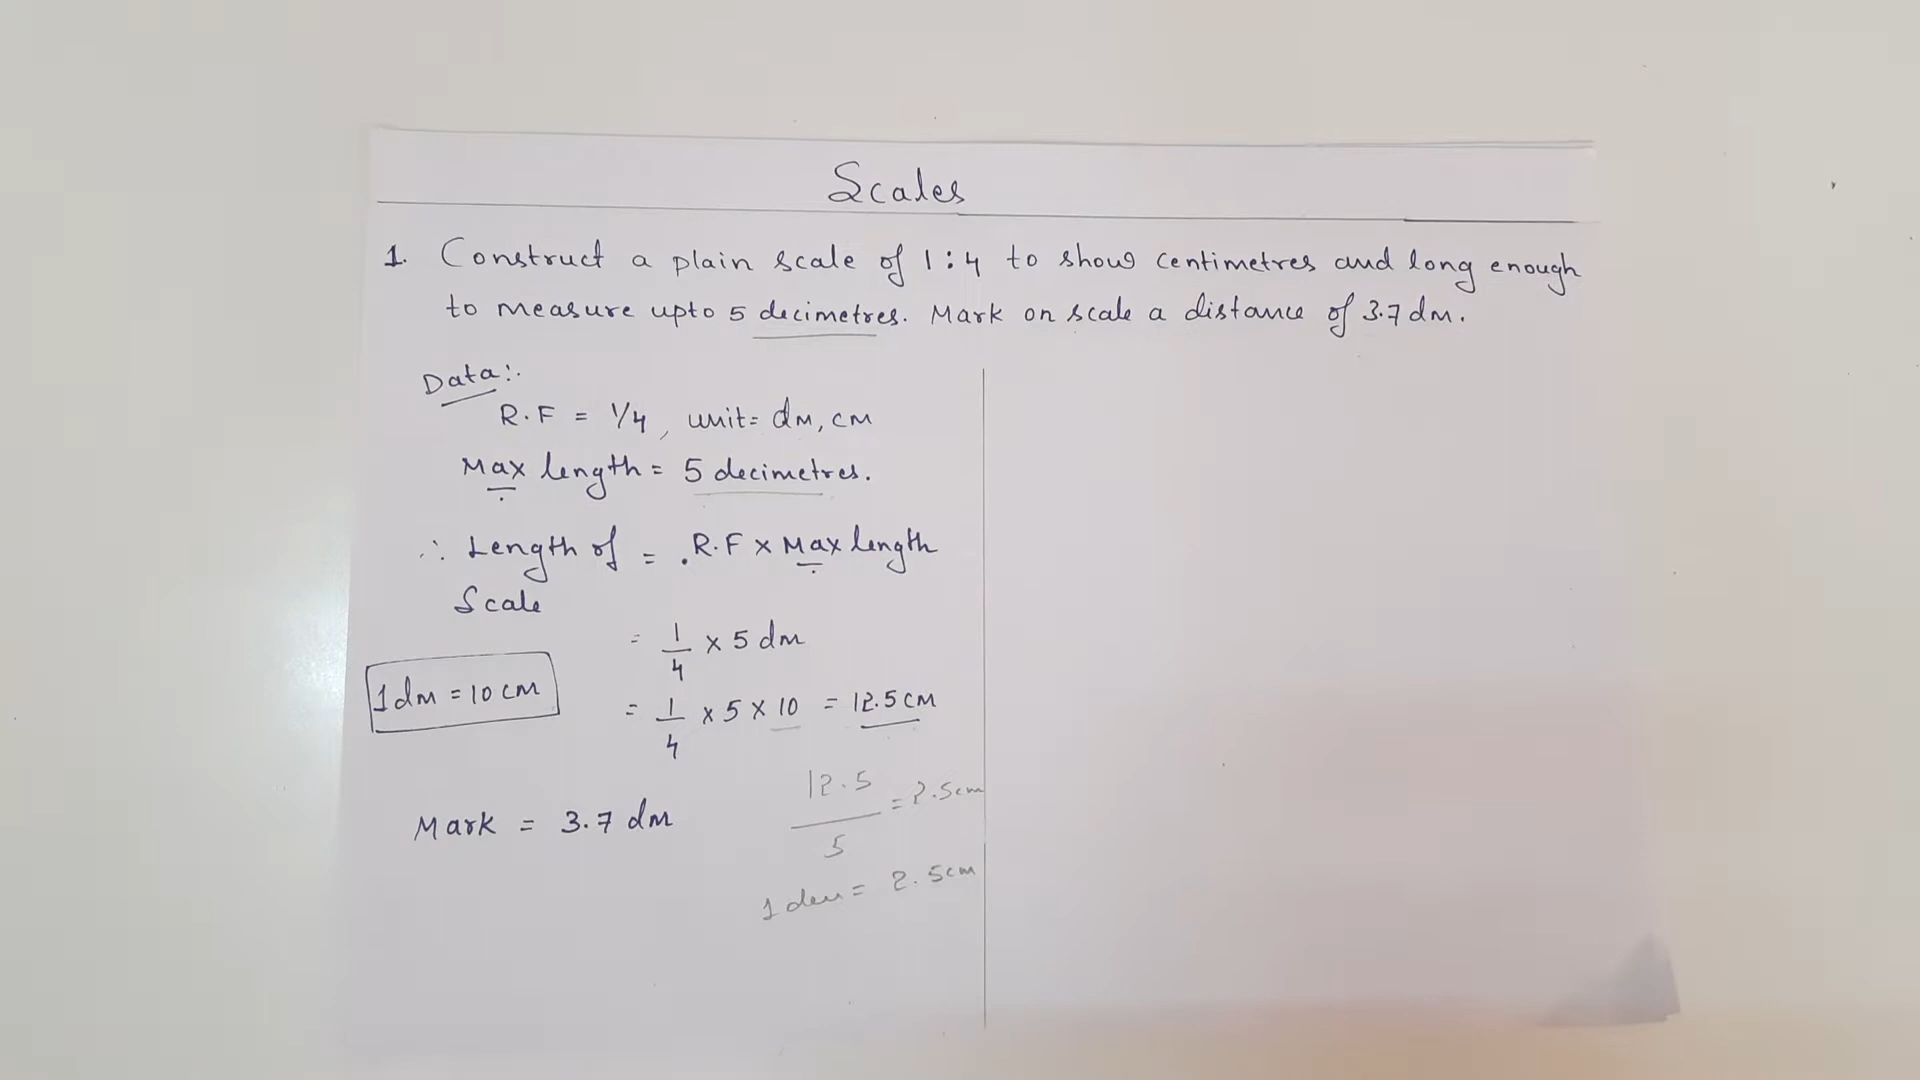 Scales
1. Construct a plain scale of 1:4 to show centimetres and long enough
to measure upto 5 decimetres. Mark on scale a distance of 3.7 dm.
Data:-
R.F = 1/4, unit = dm, cm
Max length = 5 decimetres.
∴ Length of Scale = R.F x Max length
= 1/4 x 5 dm
1dm = 10 cm
= 1/4 x 5 x 10 = 12.5 cm
Mark = 3.7 dm
12.5/5 = 2.5cm
1 dm = 2.5cm